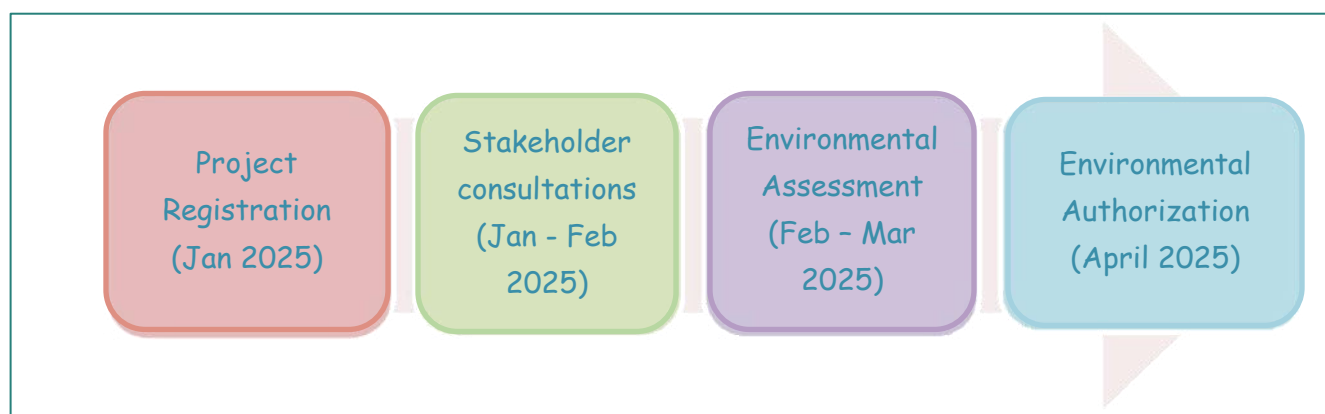 Project
Registration
(Jan 2025)
Stakeholder
consultations
(Jan - Feb
2025)
Environmental
Assessment
(Feb – Mar
2025)
Environmental
Authorization
(April 2025)